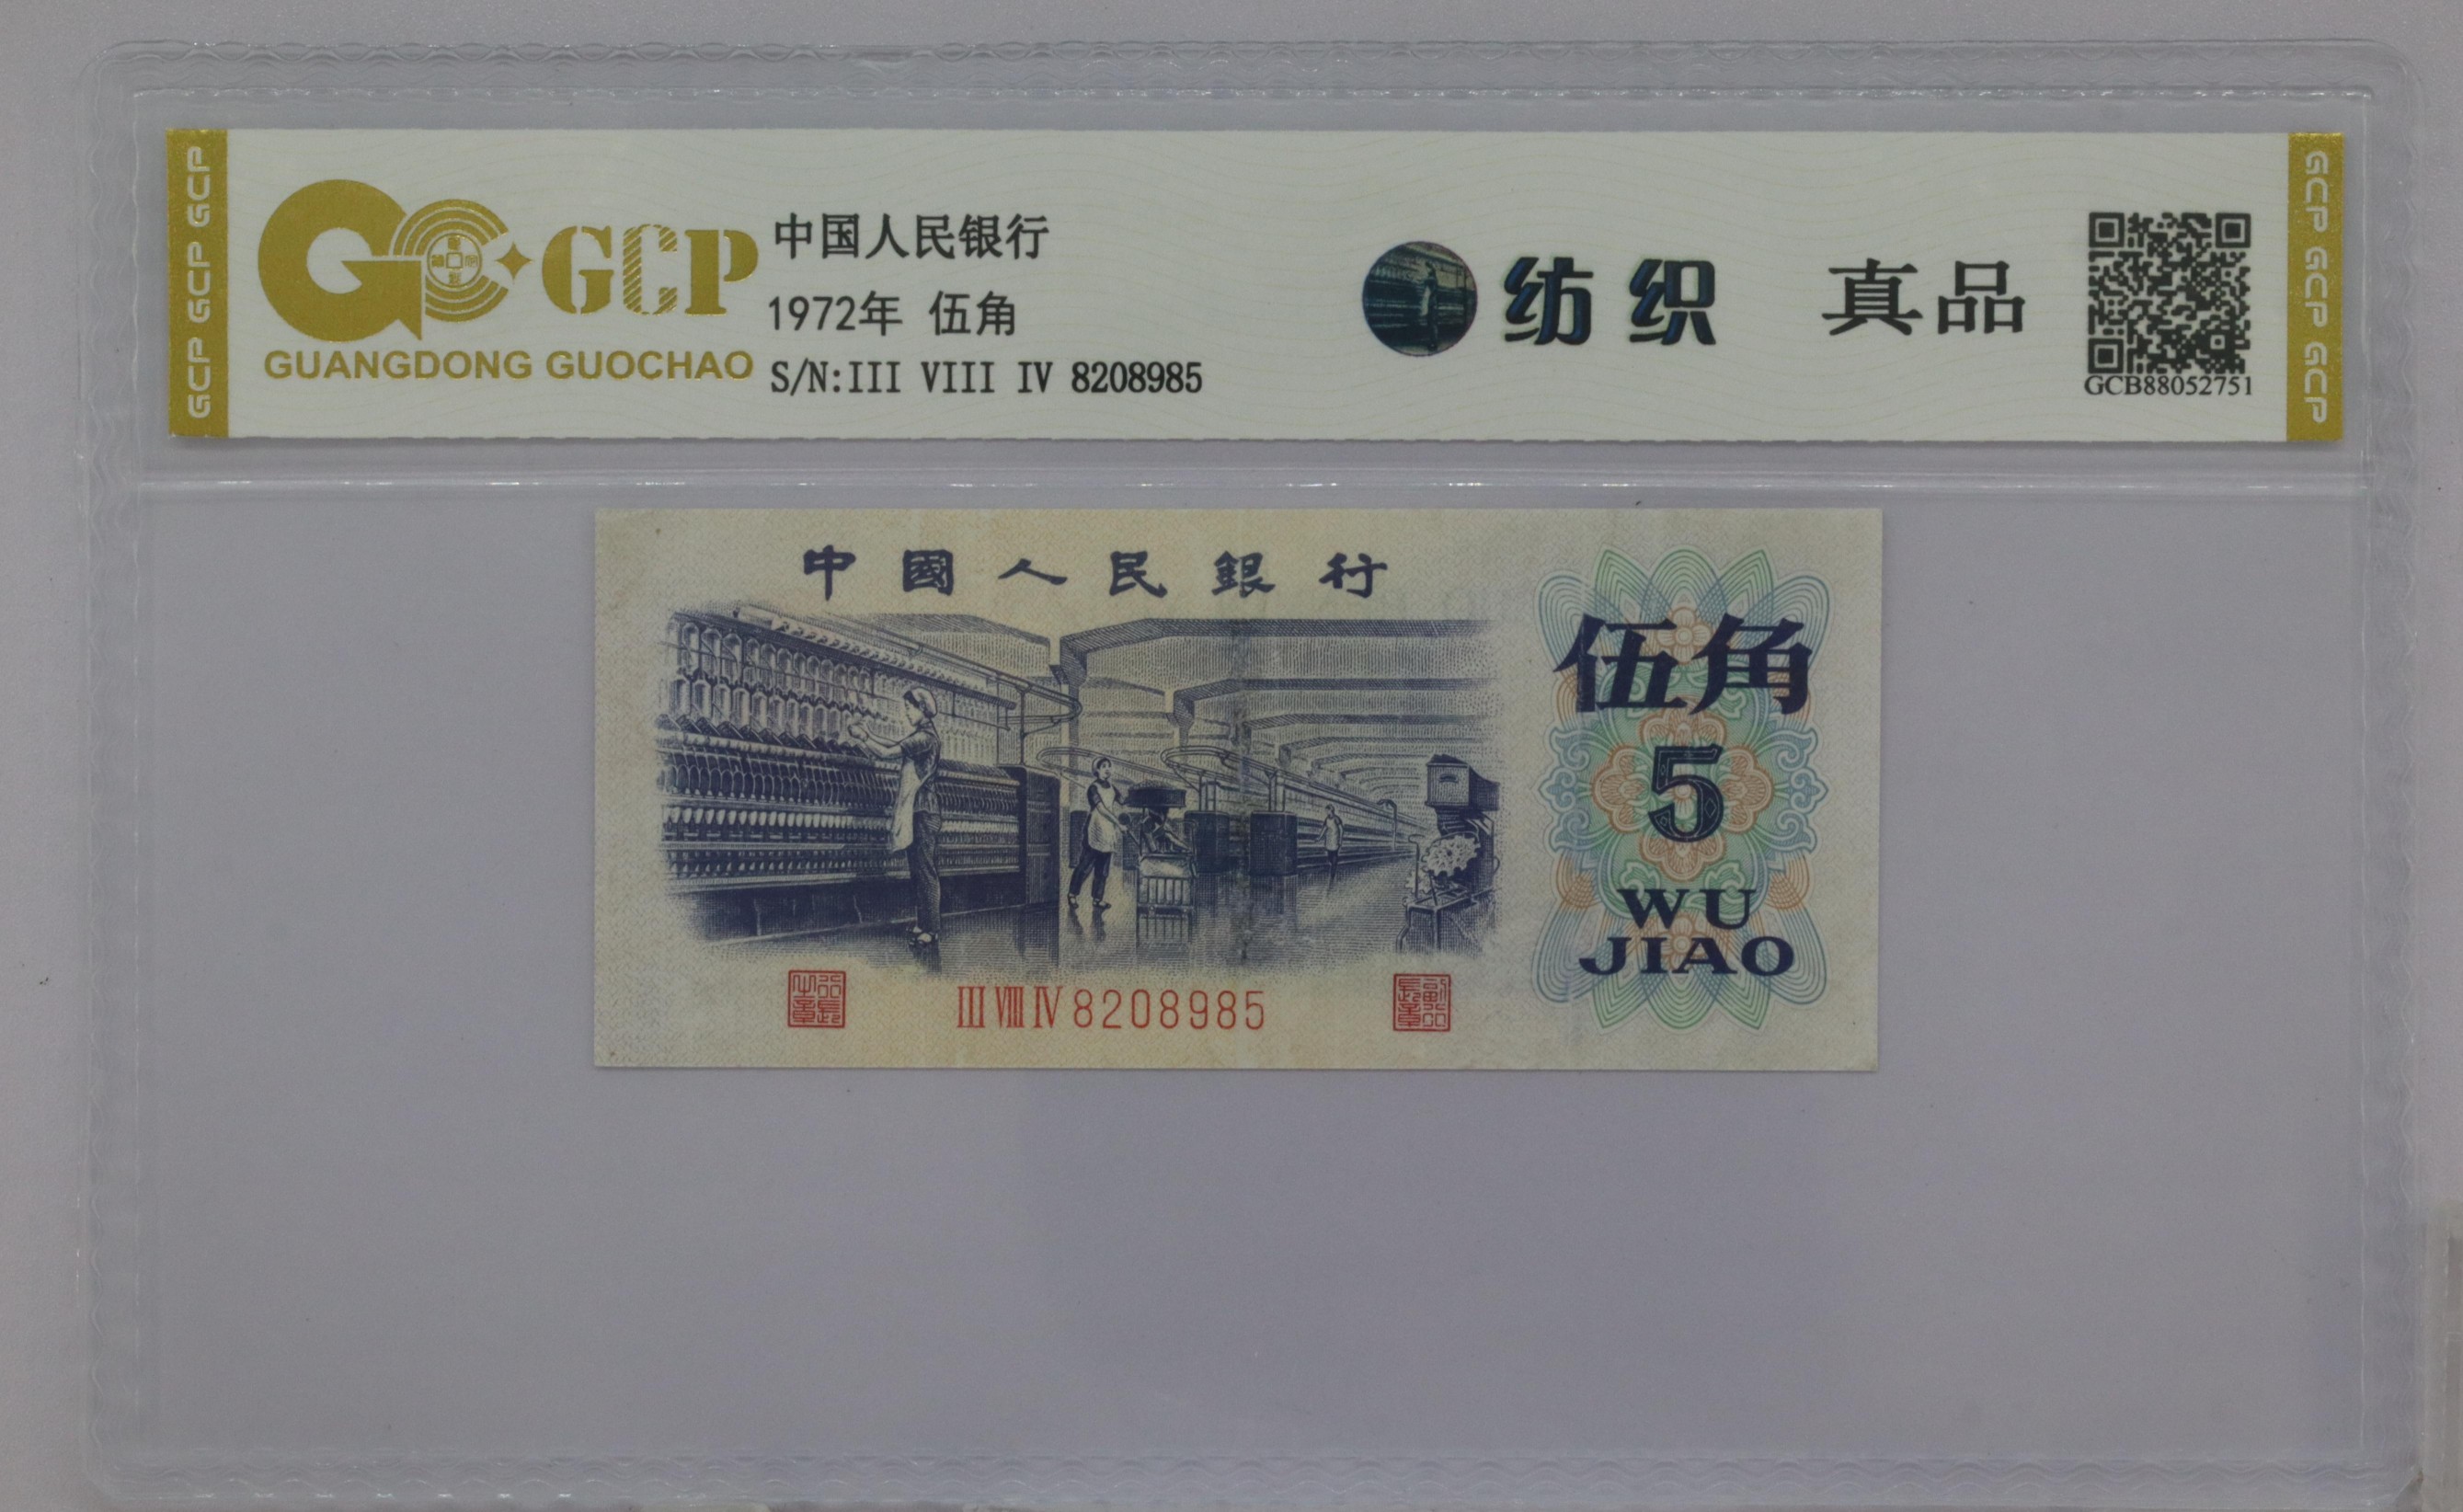 GCP GCP GCP
GCP
GUANGDONG GUOCHAO
中国人民银行
1972年 伍角
S/N:III VIII IV 8208985
纺织
真品
GCB88052751
GCP GCP GCP
中國人民銀行
伍角
5
WU
JIAO
III VIII IV 8208985